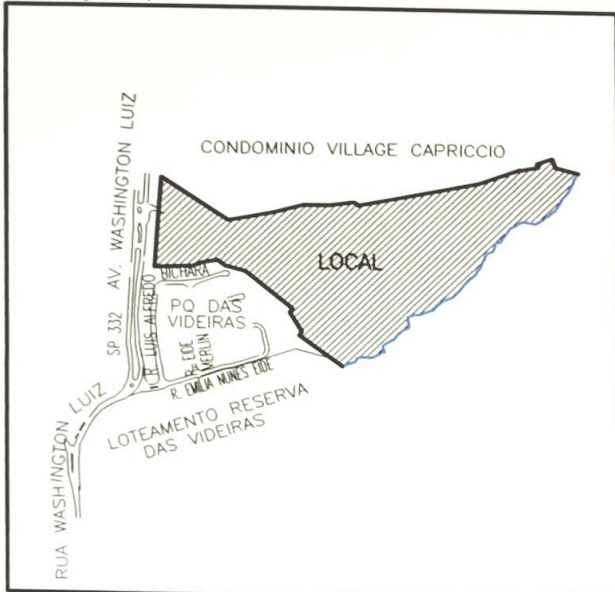 CONDOMINIO VILLAGE CAPRICCIO
SP 332 AV. WASHINGTON LUIZ
LOCAL
BICHARA
R. LUIS ALFREDO
PQ DAS
VIDEIRAS
R. EIDE
MERLIN
R. EMILIA NUNES EIDE
LOTEAMENTO RESERVA
DAS VIDEIRAS
RUA WASHINGTON LUIZ